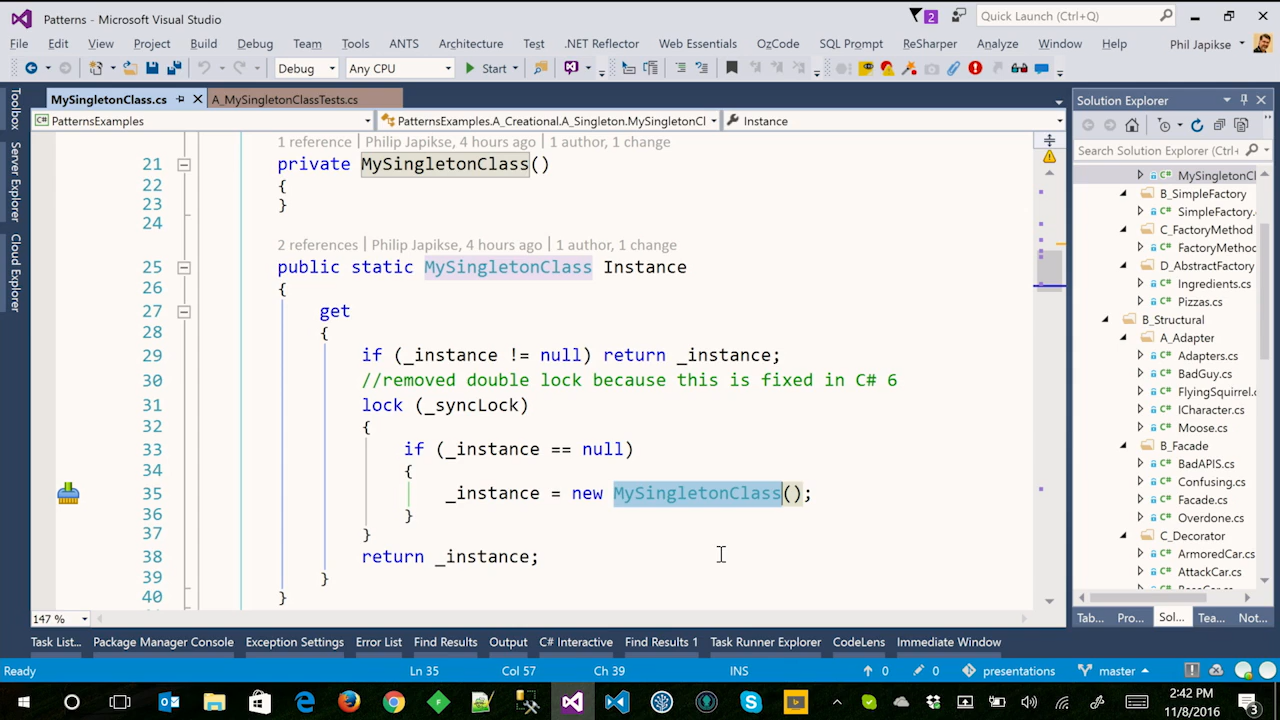 Patterns - Microsoft Visual Studio
2
Quick Launch (Ctrl+Q)
File Edit View Project Build Debug Team Tools ANTS Architecture Test .NET Reflector Web Essentials OzCode SQL Prompt ReSharper Analyze Window Help Phil Japikse
Debug Any CPU Start
MySingletonClass.cs A_MySingletonClassTests.cs
PatternsExamples PatternsExamples.A_Creational.A_Singleton.MySingletonCl Instance
Toolbox
Server Explorer
Cloud Explorer
1 reference | Philip Japikse, 4 hours ago | 1 author, 1 change
21 private MySingletonClass()
22 {
23 }
24
2 references | Philip Japikse, 4 hours ago | 1 author, 1 change
25 public static MySingletonClass Instance
26 {
27 get
28 {
29 if (_instance != null) return _instance;
30 //removed double lock because this is fixed in C# 6
31 lock (_syncLock)
32 {
33 if (_instance == null)
34 {
35 _instance = new MySingletonClass();
36 }
37 }
38 return _instance;
39 }
40 }
147 %
Solution Explorer
Search Solution Explorer (Ctrl+
C# MySingletonCl
B_SimpleFactory
C# SimpleFactory.
C_FactoryMethod
C# FactoryMethod
D_AbstractFactory
C# Ingredients.cs
C# Pizzas.cs
B_Structural
A_Adapter
C# Adapters.cs
C# BadGuy.cs
C# FlyingSquirrel.
C# ICharacter.cs
C# Moose.cs
B_Facade
C# BadAPIS.cs
C# Confusing.cs
C# Facade.cs
C# Overdone.cs
C_Decorator
C# ArmoredCar.cs
C# AttackCar.cs
Tab... Pro... Sol... Tea... Not...
Task List... Package Manager Console Exception Settings Error List Find Results Output C# Interactive Find Results 1 Task Runner Explorer CodeLens Immediate Window
Ready Ln 35 Col 57 Ch 39 INS 0 0 presentations master
2:42 PM
11/8/2016
3